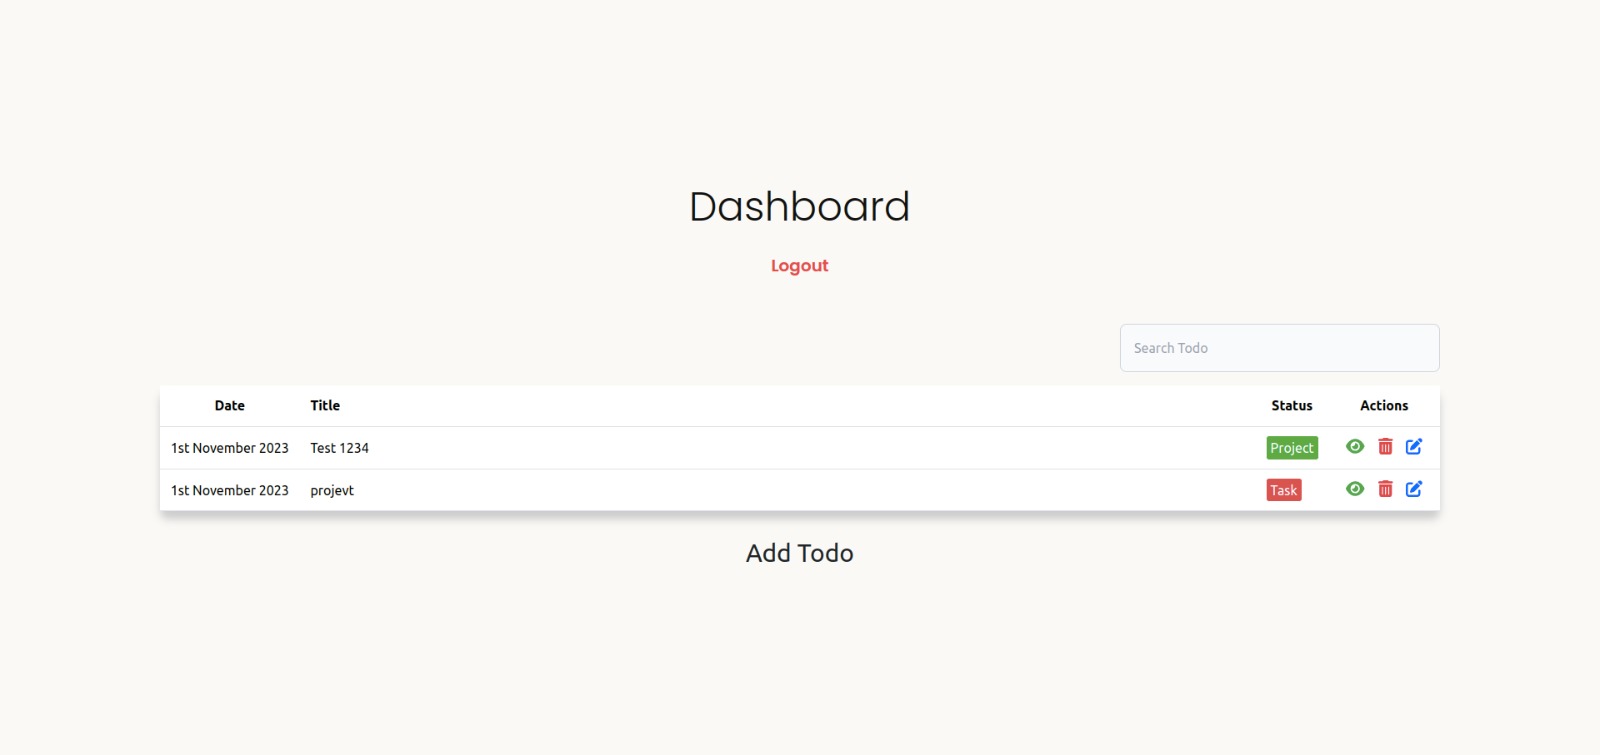 Dashboard
Logout
Search Todo
Date Title Status Actions
1st November 2023 Test 1234 Project
1st November 2023 projevt Task
Add Todo